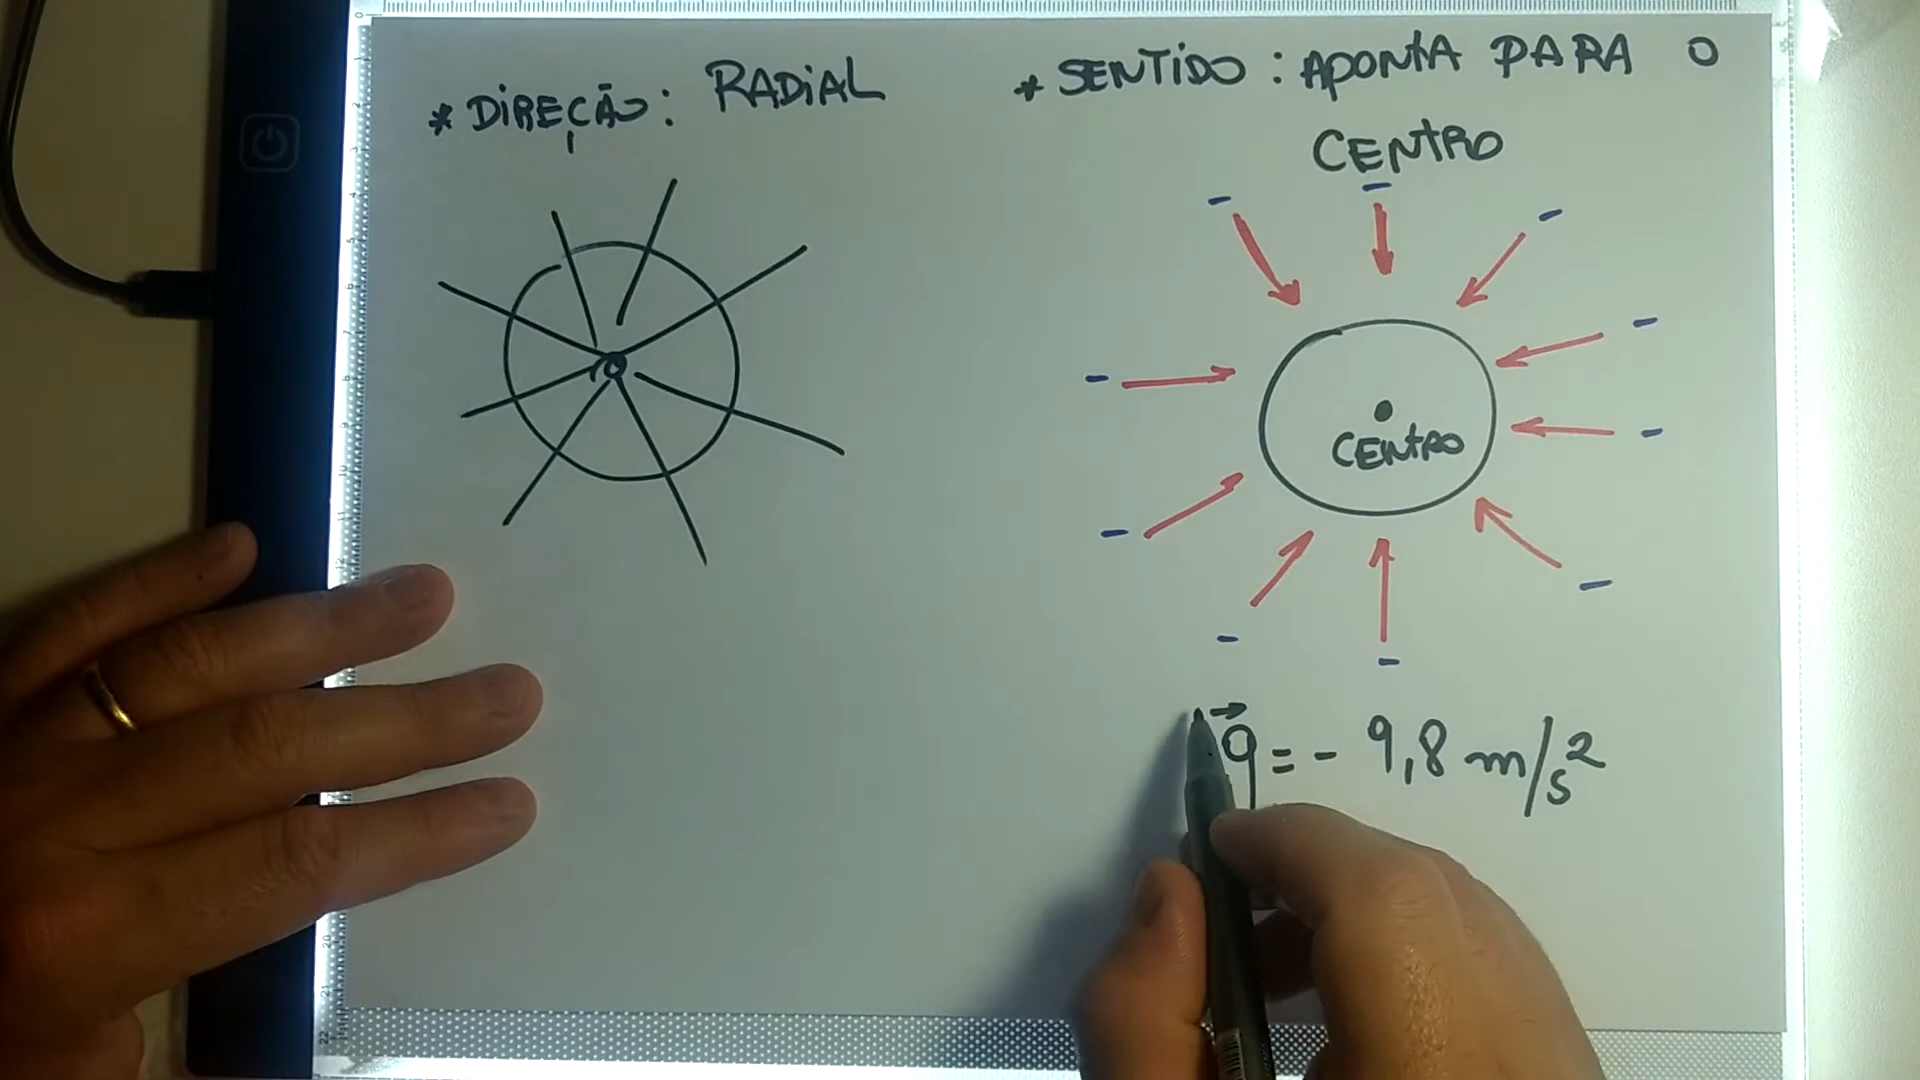 * DIREÇÃO: RADIAL
* SENTIDO: APONTA PARA O
CENTRO
CENTRO
g = - 9,8 m/s²